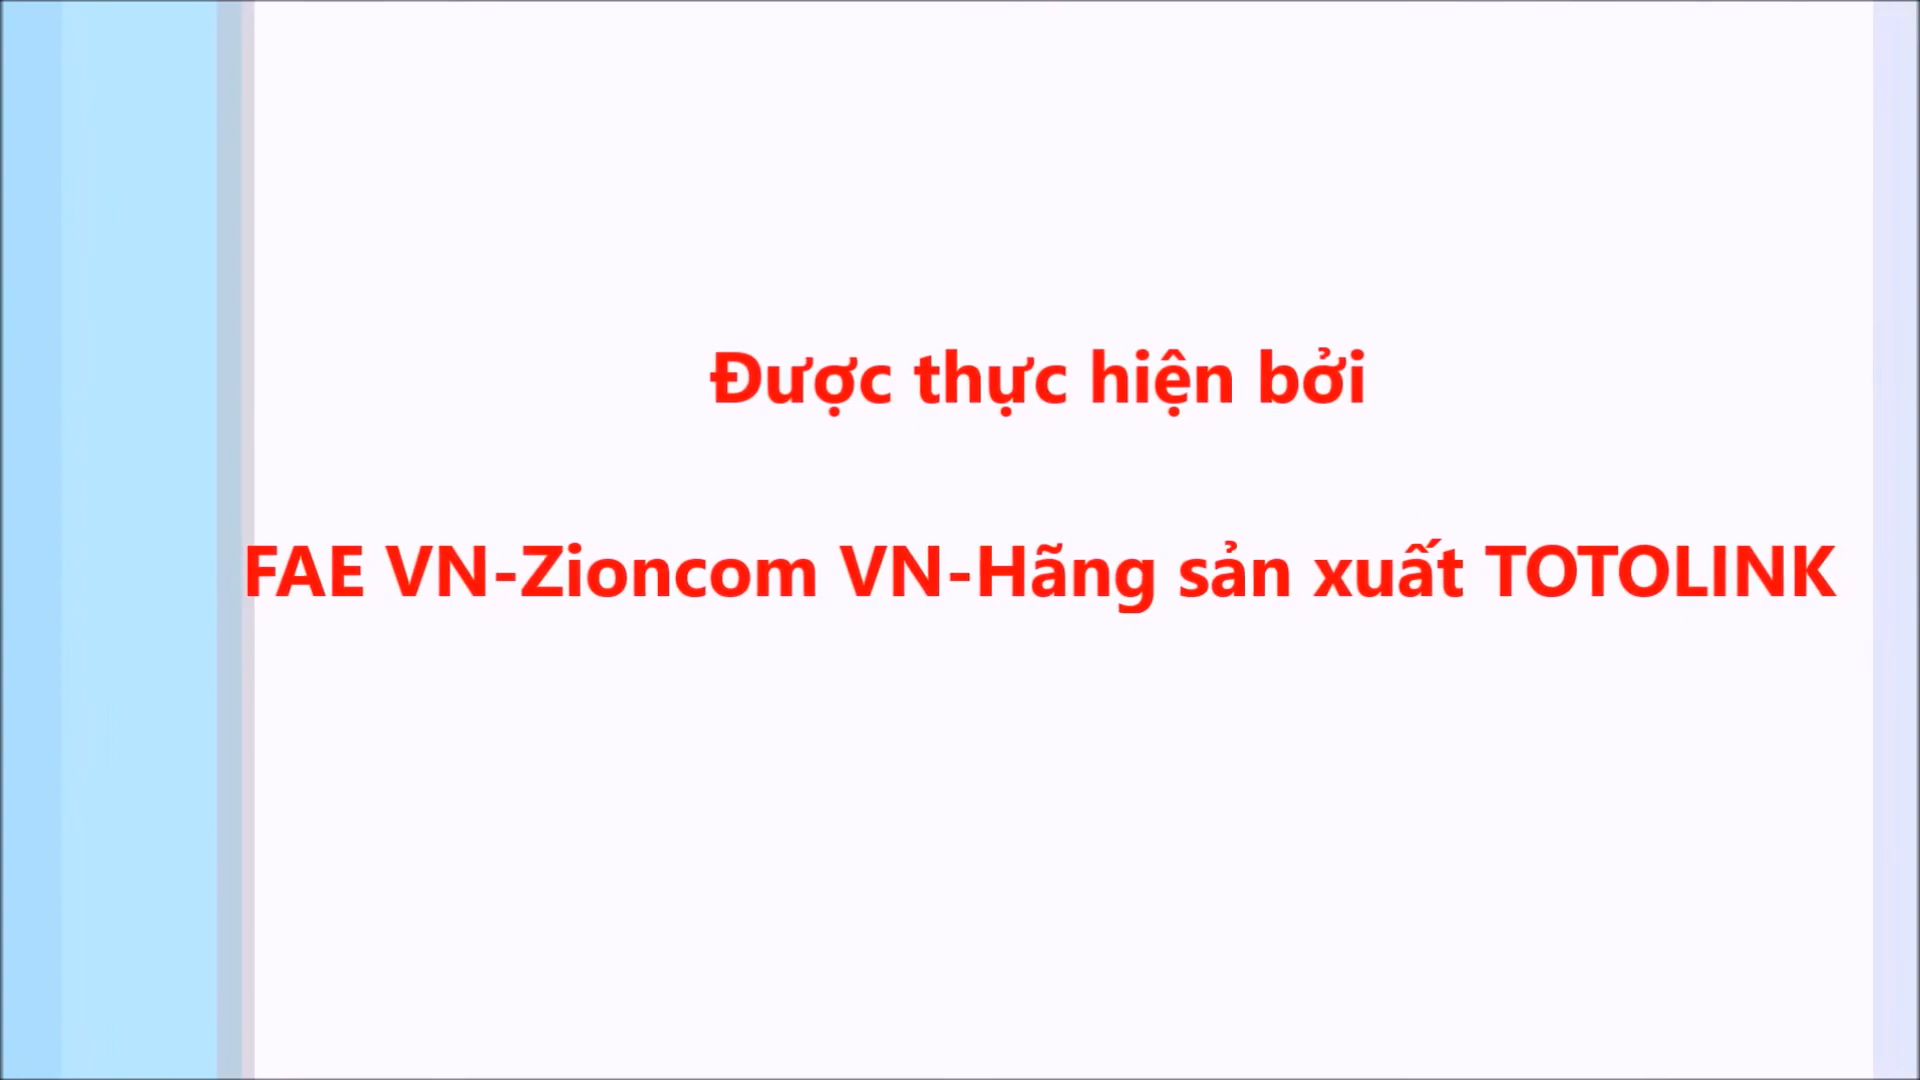 Được thực hiện bởi
FAE VN-Zioncom VN-Hãng sản xuất TOTOLINK